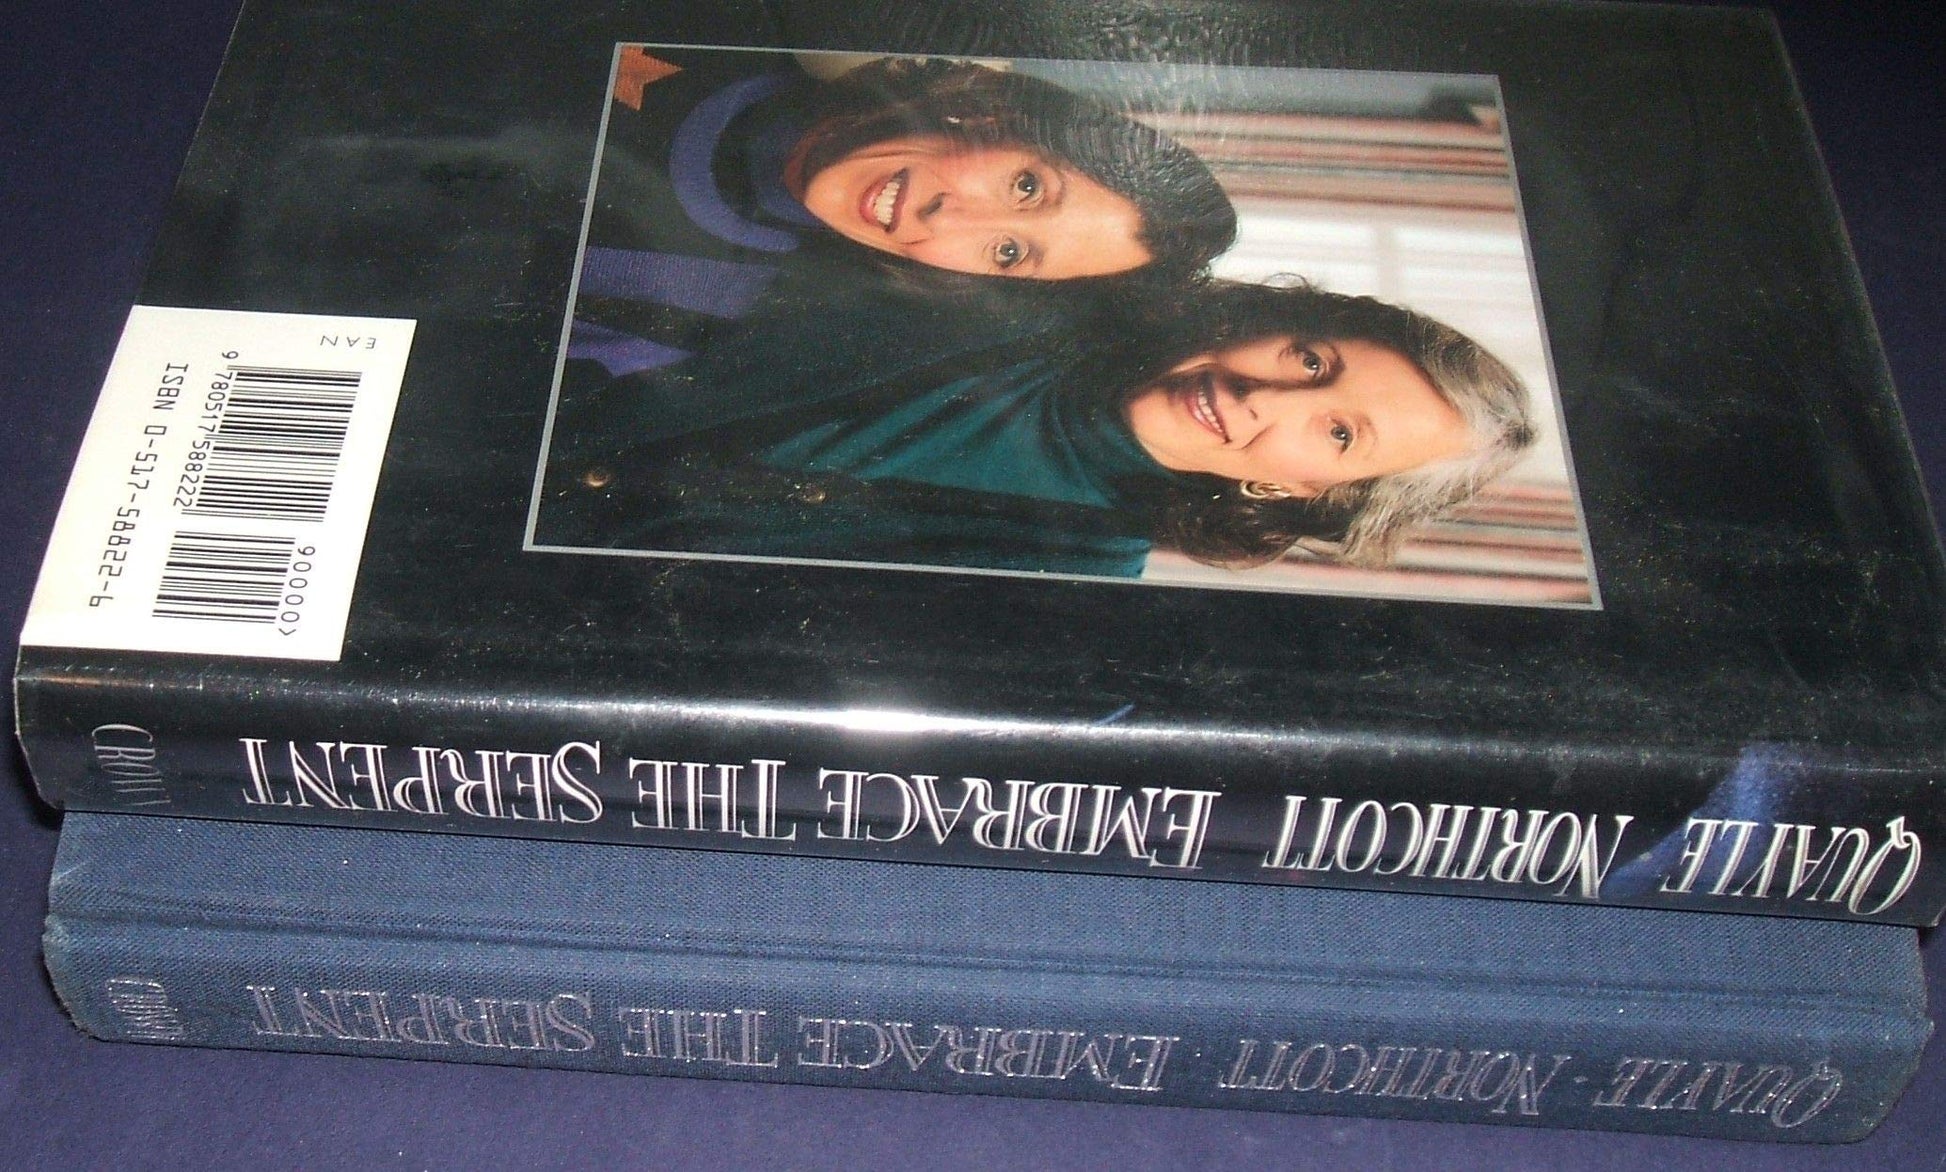 EAN
9 780517 588222
90000>
ISBN 0-517-58822-6
QUAYLE NORTHCOTT EMBRACE THE SERPENT CROWN
QUAYLE · NORTHCOTT EMBRACE THE SERPENT CROWN